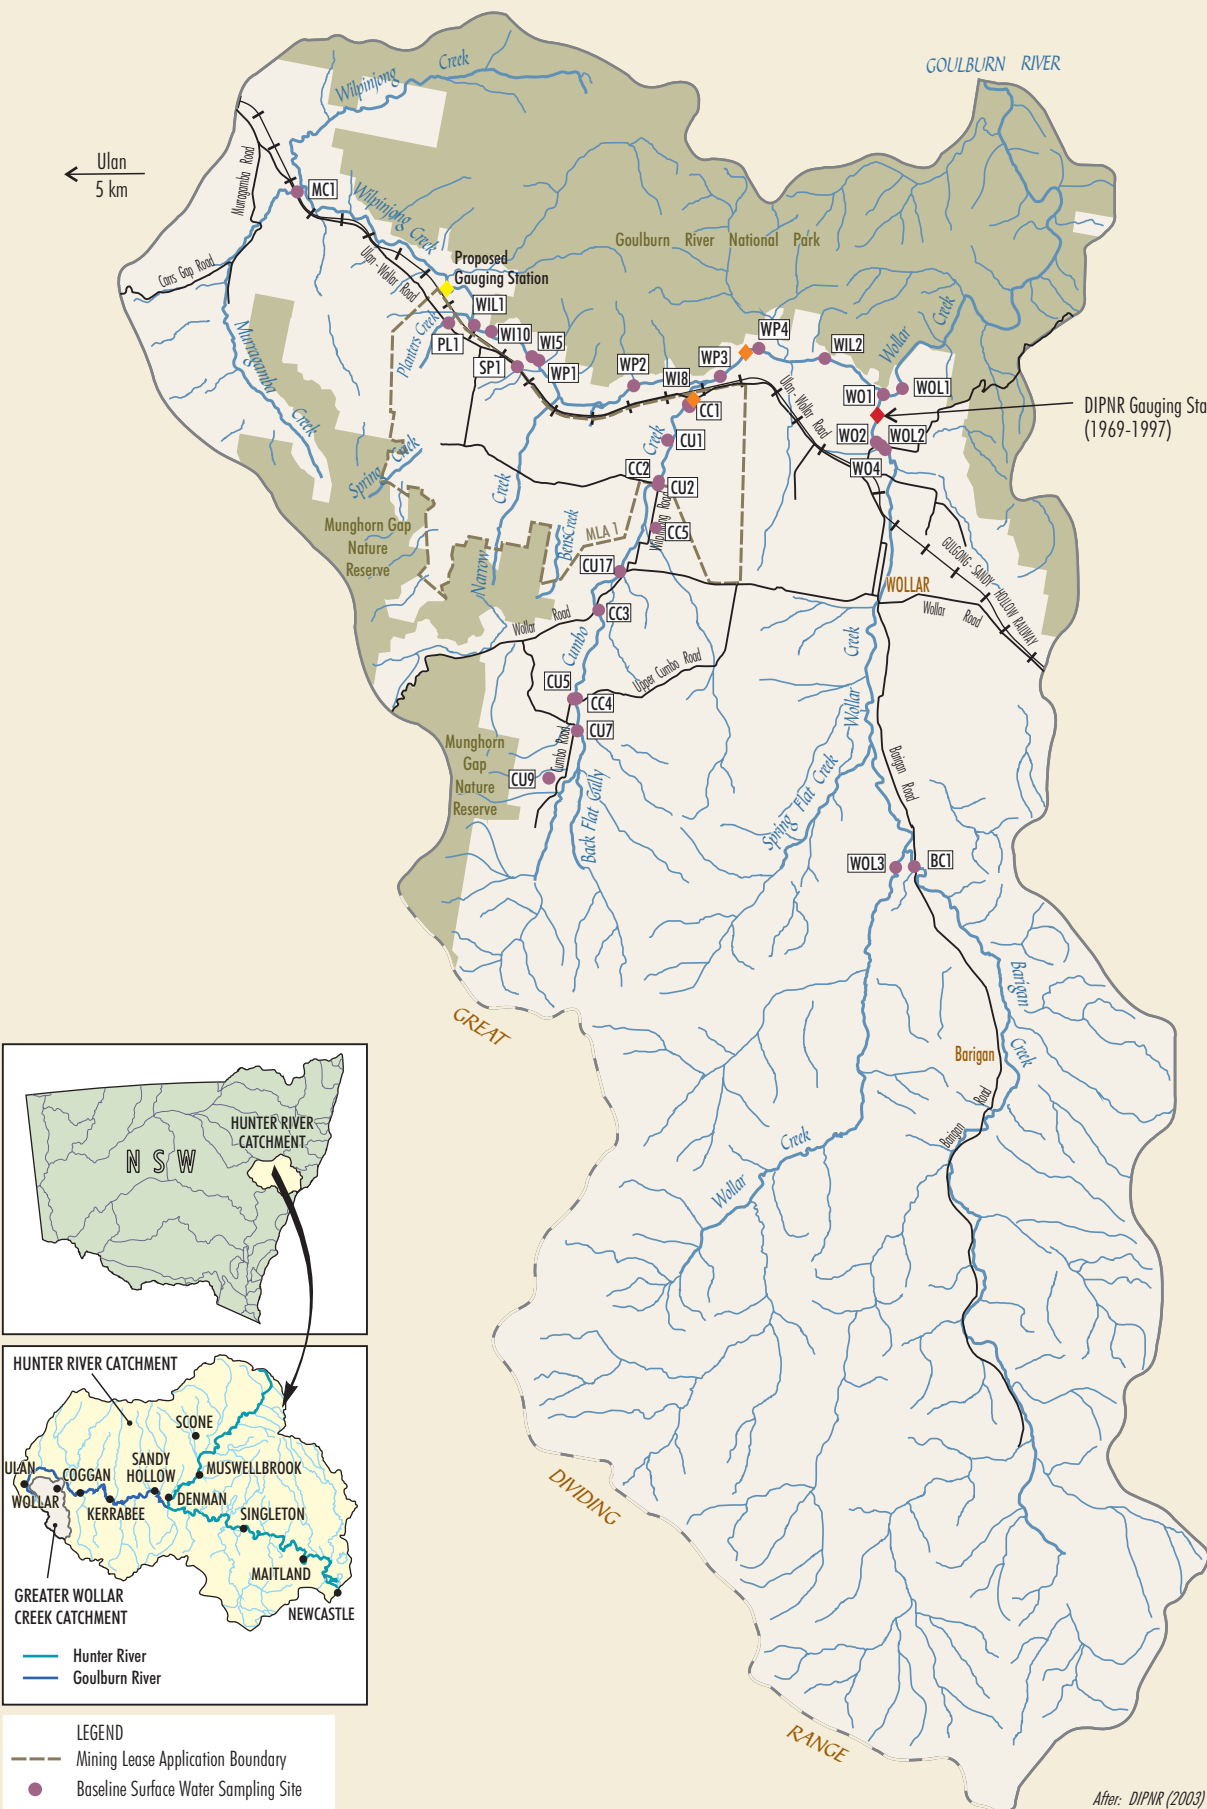 GOULBURN RIVER
Wilpinjong Creek
Ulan
5 km
Murragamba Road
MC1
Wilpinjong Creek
Goulburn River National Park
Carrs Gap Road
Ulan - Wollar Road
Proposed
Gauging Station
WIL1
WI10
WI5
PL1
Planters Creek
SP1
WP1
WP2
WI8
WP3
WP4
WIL2
Wollar Creek
WO1
WOL1
CC1
DIPNR Gauging Sta
(1969-1997)
Ulan - Wollar Road
WO2
WOL2
WO4
Murragamba Creek
Spring Creek
Creek
CU1
CC2
CU2
Munghorn Gap
Nature
Reserve
Narrow Creek
Bens Creek
MLA 1
Wilpinjong Road
CC5
CU17
GULGONG - SANDY HOLLOW RAILWAY
WOLLAR
Wollar Road
CC3
Wollar Road
Cumbo
Upper Cumbo Road
Wollar Creek
CU5
CC4
CU7
Munghorn
Gap
Nature
Reserve
Cumbo Road
CU9
Back Flat Gully
Spring Flat Creek
Barigan Road
WOL3
BC1
Barigan Creek
GREAT
Barigan
Barigan Road
Wollar Creek
NSW
HUNTER RIVER
CATCHMENT
HUNTER RIVER CATCHMENT
SCONE
SANDY
HOLLOW
MUSWELLBROOK
ULAN
COGGAN
WOLLAR
KERRABEE
DENMAN
SINGLETON
MAITLAND
NEWCASTLE
GREATER WOLLAR
CREEK CATCHMENT
Hunter River
Goulburn River
DIVIDING
RANGE
LEGEND
Mining Lease Application Boundary
Baseline Surface Water Sampling Site
After: DIPNR (2003)